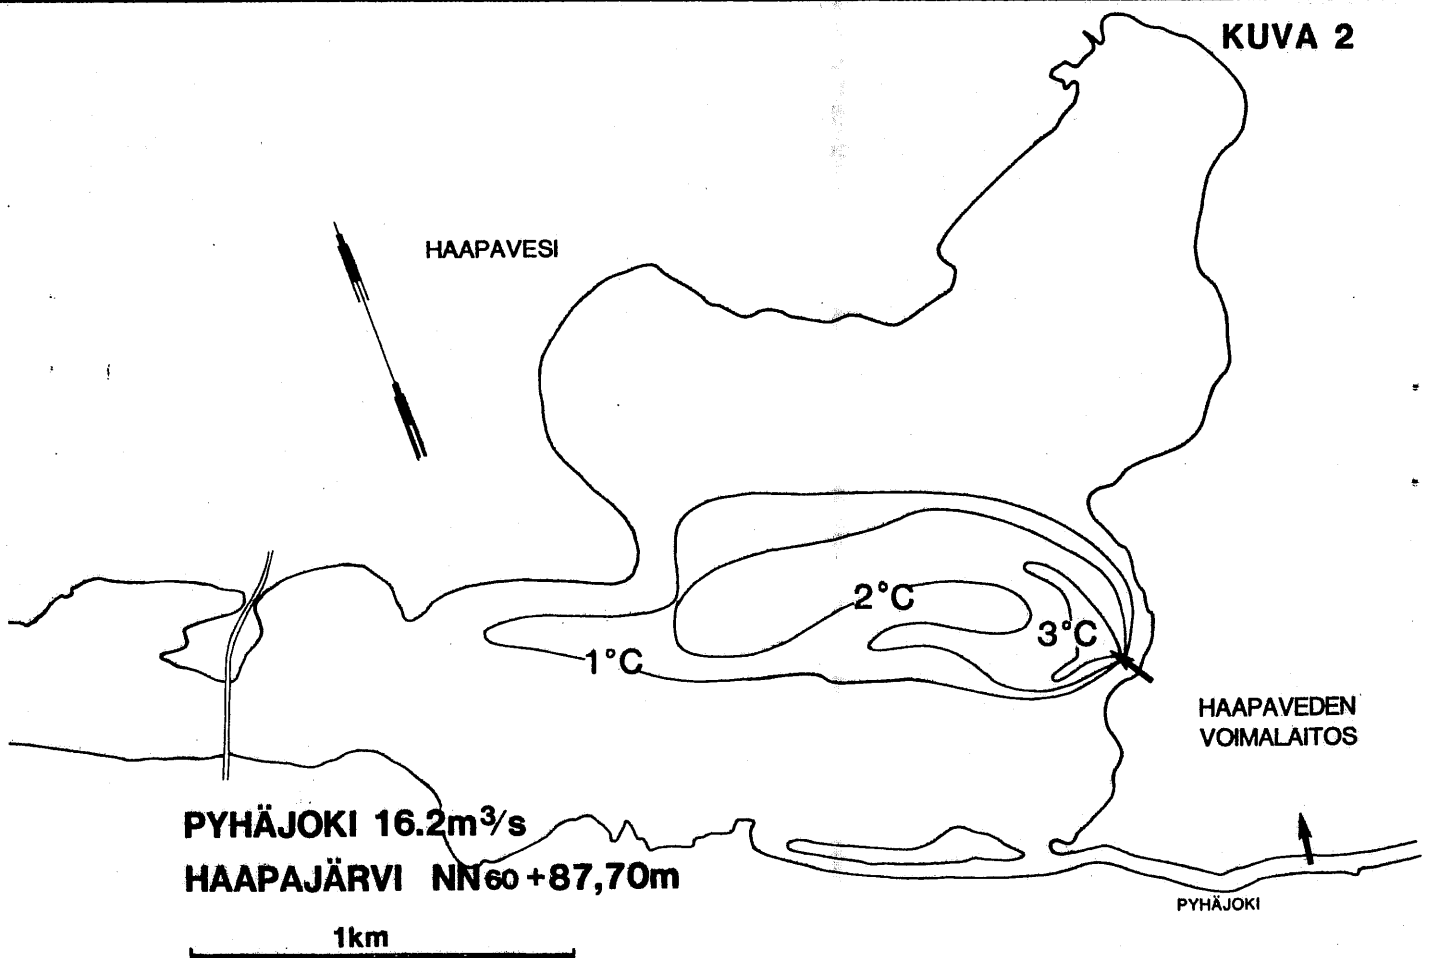 KUVA 2
HAAPAVESI
2°C
3°C
1°C
HAAPAVEDEN
VOIMALAITOS
PYHÄJOKI 16.2m³/s
HAAPAJÄRVI NN60+87,70m
PYHÄJOKI
1km